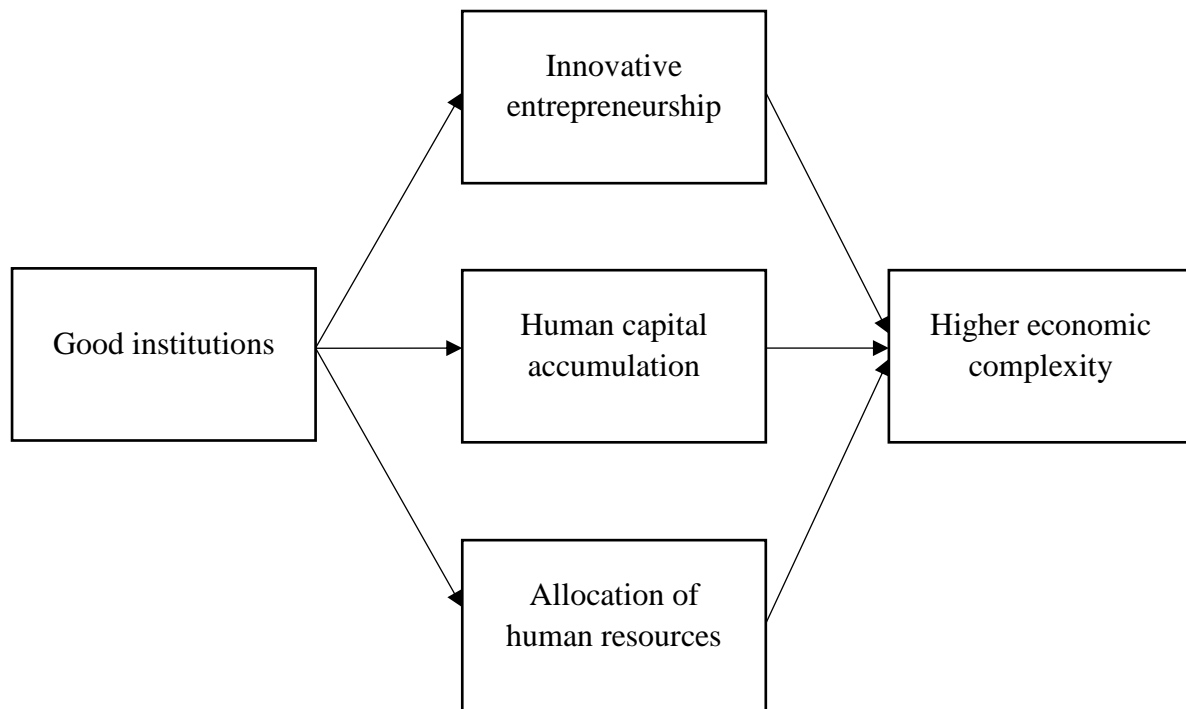 Innovative
entrepreneurship
Good institutions
Human capital
accumulation
Higher economic
complexity
Allocation of
human resources